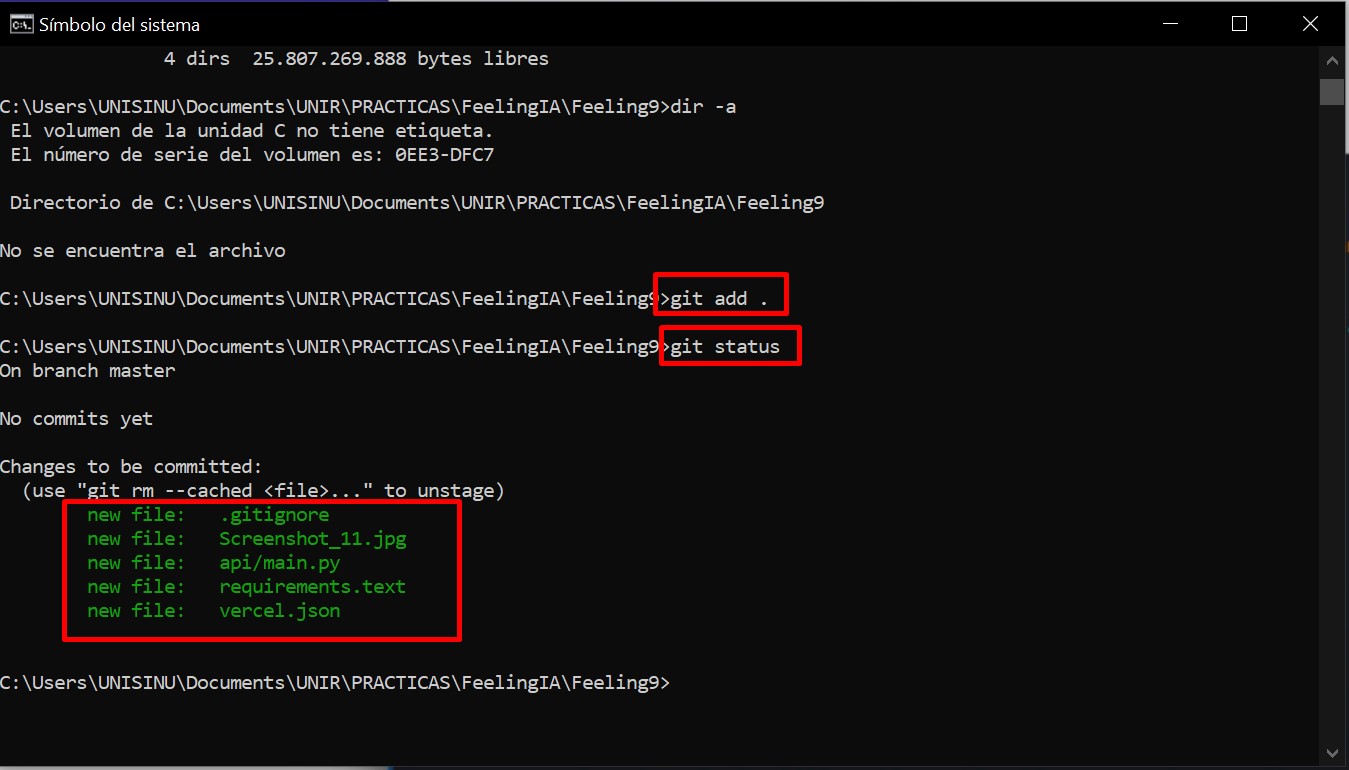 Símbolo del sistema
4 dirs  25.807.269.888 bytes libres
C:\Users\UNISINU\Documents\UNIR\PRACTICAS\FeelingIA\Feeling9>dir -a
El volumen de la unidad C no tiene etiqueta.
El número de serie del volumen es: 0EE3-DFC7
Directorio de C:\Users\UNISINU\Documents\UNIR\PRACTICAS\FeelingIA\Feeling9
No se encuentra el archivo
C:\Users\UNISINU\Documents\UNIR\PRACTICAS\FeelingIA\Feeling9>git add .
C:\Users\UNISINU\Documents\UNIR\PRACTICAS\FeelingIA\Feeling9>git status
On branch master
No commits yet
Changes to be committed:
(use "git rm --cached <file>..." to unstage)
new file:   .gitignore
new file:   Screenshot_11.jpg
new file:   api/main.py
new file:   requirements.text
new file:   vercel.json
C:\Users\UNISINU\Documents\UNIR\PRACTICAS\FeelingIA\Feeling9>